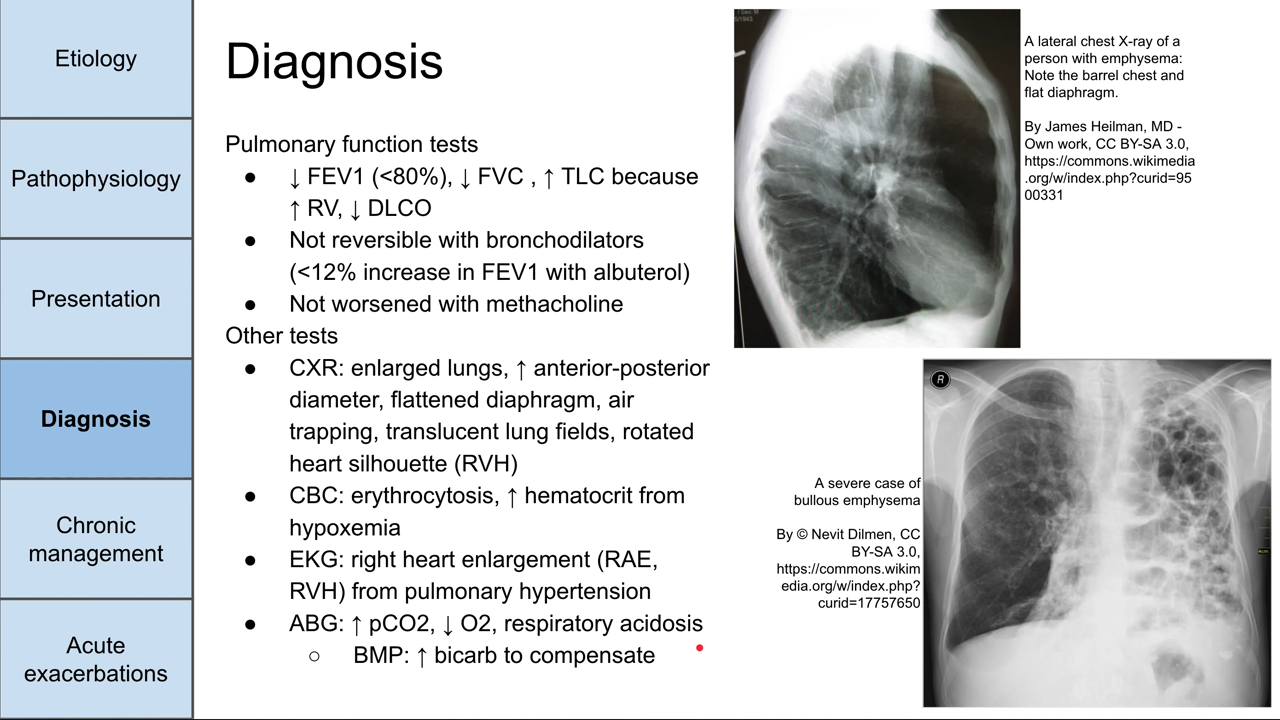 Etiology
Pathophysiology
Presentation
Diagnosis
Chronic
management
Acute
exacerbations
Diagnosis
Pulmonary function tests
● ↓ FEV1 (<80%), ↓ FVC , ↑ TLC because
↑ RV, ↓ DLCO
● Not reversible with bronchodilators
(<12% increase in FEV1 with albuterol)
● Not worsened with methacholine
Other tests
● CXR: enlarged lungs, ↑ anterior-posterior
diameter, flattened diaphragm, air
trapping, translucent lung fields, rotated
heart silhouette (RVH)
● CBC: erythrocytosis, ↑ hematocrit from
hypoxemia
● EKG: right heart enlargement (RAE,
RVH) from pulmonary hypertension
● ABG: ↑ pCO2, ↓ O2, respiratory acidosis
○ BMP: ↑ bicarb to compensate
A lateral chest X-ray of a
person with emphysema:
Note the barrel chest and
flat diaphragm.
By James Heilman, MD -
Own work, CC BY-SA 3.0,
https://commons.wikimedia
.org/w/index.php?curid=95
00331
A severe case of
bullous emphysema
By © Nevit Dilmen, CC
BY-SA 3.0,
https://commons.wikim
edia.org/w/index.php?
curid=17757650
R